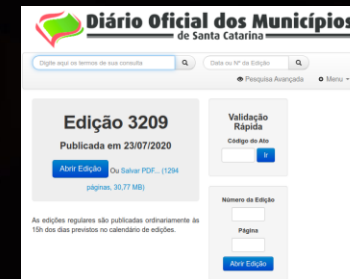 Diário Oficial dos Municípios
de Santa Catarina
Digite aqui os termos de sua consulta
Data ou Nº da Edição
Pesquisa Avançada
Menu
Edição 3209
Publicada em 23/07/2020
Abrir Edição Ou Salvar PDF... (1294
páginas, 30,77 MB)
As edições regulares são publicadas ordinariamente às
15h dos dias previstos no calendário de edições.
Validação
Rápida
Código do Ato
Ir
Número da Edição
Página
Abrir Edição